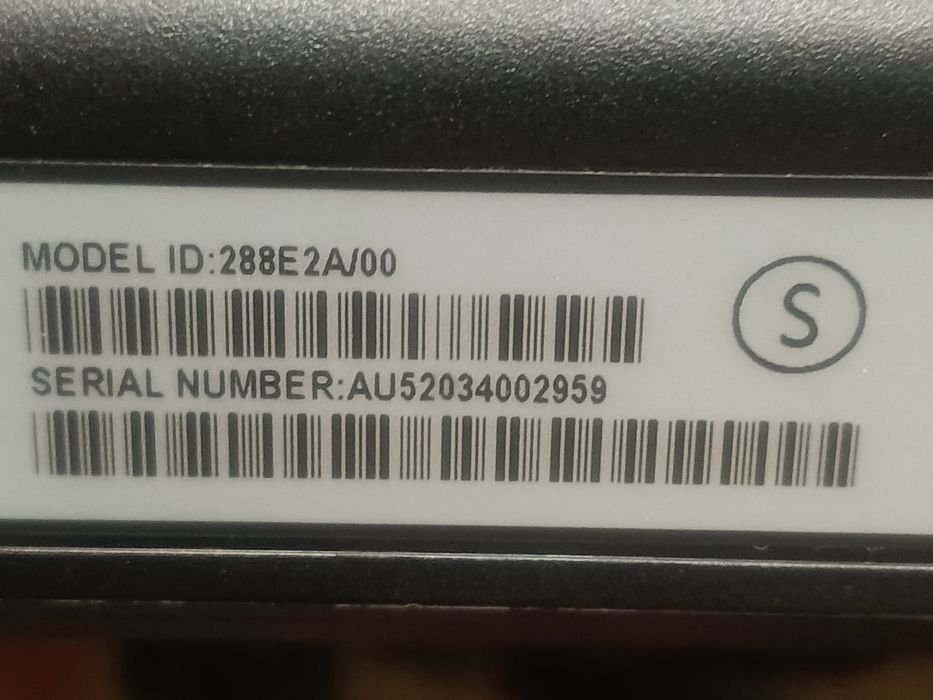 MODEL ID:288E2A/00
S
SERIAL NUMBER:AU52034002959